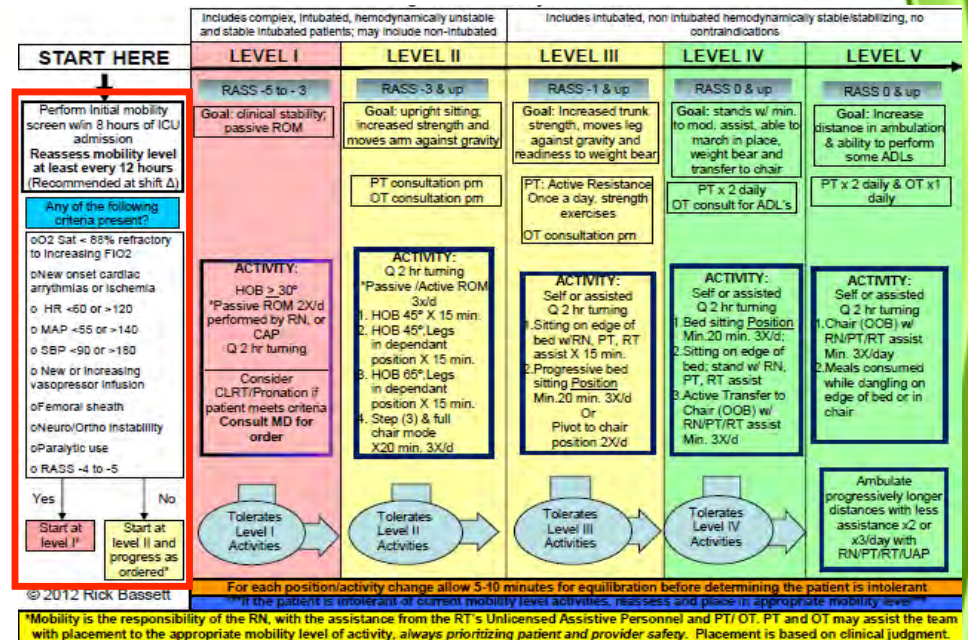 Includes complex, intubated, hemodynamically unstable
and stable intubated patients; may include non-intubated
Includes intubated, non intubated hemodynamically stable/stabilizing, no
contraindications
START HERE
Perform Initial mobility
screen w/in 8 hours of ICU
admission
Reassess mobility level
at least every 12 hours
(Recommended at shift Δ)
Any of the following
criteria present?
oO2 Sat < 88% refractory
to increasing FIO2
oNew onset cardiac
arrythmias or ischemia
o HR <60 or >120
o MAP <55 or >140
o SBP <90 or >180
o New or Increasing
vasopressor infusion
oFemoral sheath
oNeuro/Ortho Instability
oParalytic use
o RASS -4 to -5
Yes
No
Start at
level I*
Start at
level II and
progress as
ordered*
© 2012 Rick Bassett
LEVEL I
RASS -5 to - 3
Goal: clinical stability;
passive ROM
ACTIVITY:
HOB > 30°
*Passive ROM 2X/d
performed by RN, or
CAP
Q 2 hr turning
Consider
CLRT/Pronation if
patient meets criteria
Consult MD for
order
Tolerates
Level I
Activities
LEVEL II
RASS -3 & up
Goal: upright sitting;
increased strength and
moves arm against gravity
PT consultation prn
OT consultation prn
ACTIVITY:
Q 2 hr turning
*Passive /Active ROM
3x/d
1. HOB 45° X 15 min.
2. HOB 45°,Legs
in dependant
position X 15 min.
3. HOB 65°,Legs
in dependant
position X 15 min.
4. Step (3) & full
chair mode
X20 min. 3X/d
Tolerates
Level II
Activities
LEVEL III
RASS -1 & up
Goal: Increased trunk
strength, moves leg
against gravity and
readiness to weight bear
PT: Active Resistance
Once a day, strength
exercises
OT consultation prn
ACTIVITY:
Self or assisted
Q 2 hr turning
1.Sitting on edge of
bed w/RN, PT, RT
assist X 15 min.
2.Progressive bed
sitting Position
Min.20 min. 3X/d
Or
Pivot to chair
position 2X/d
Tolerates
Level III
Activities
LEVEL IV
RASS 0 & up
Goal: stands w/ min.
to mod. assist, able to
march in place,
weight bear and
transfer to chair
PT x 2 daily
OT consult for ADL's
ACTIVITY:
Self or assisted
Q 2 hr turning
1.Bed sitting Position
Min.20 min. 3X/d;
2.Sitting on edge of
bed; stand w/ RN,
PT, RT assist
3.Active Transfer to
Chair (OOB) w/
RN/PT/RT assist
Min. 3X/d
Tolerates
Level IV
Activities
LEVEL V
RASS 0 & up
Goal: Increase
distance in ambulation
& ability to perform
some ADLs
PT x 2 daily & OT x1
daily
ACTIVITY:
Self or assisted
Q 2 hr turning
1.Chair (OOB) w/
RN/PT/RT assist
Min. 3X/day
2.Meals consumed
while dangling on
edge of bed or in
chair
Ambulate
progressively longer
distances with less
assistance x2 or
x3/day with
RN/PT/RT/UAP
For each position/activity change allow 5-10 minutes for equilibration before determining the patient is intolerant
***If the patient is intolerant of current mobility level activities, reassess and place in appropriate mobility level***
*Mobility is the responsibility of the RN, with the assistance from the RT's Unlicensed Assistive Personnel and PT/ OT. PT and OT may assist the team
with placement to the appropriate mobility level of activity, always prioritizing patient and provider safety. Placement is based on clinical judgment.